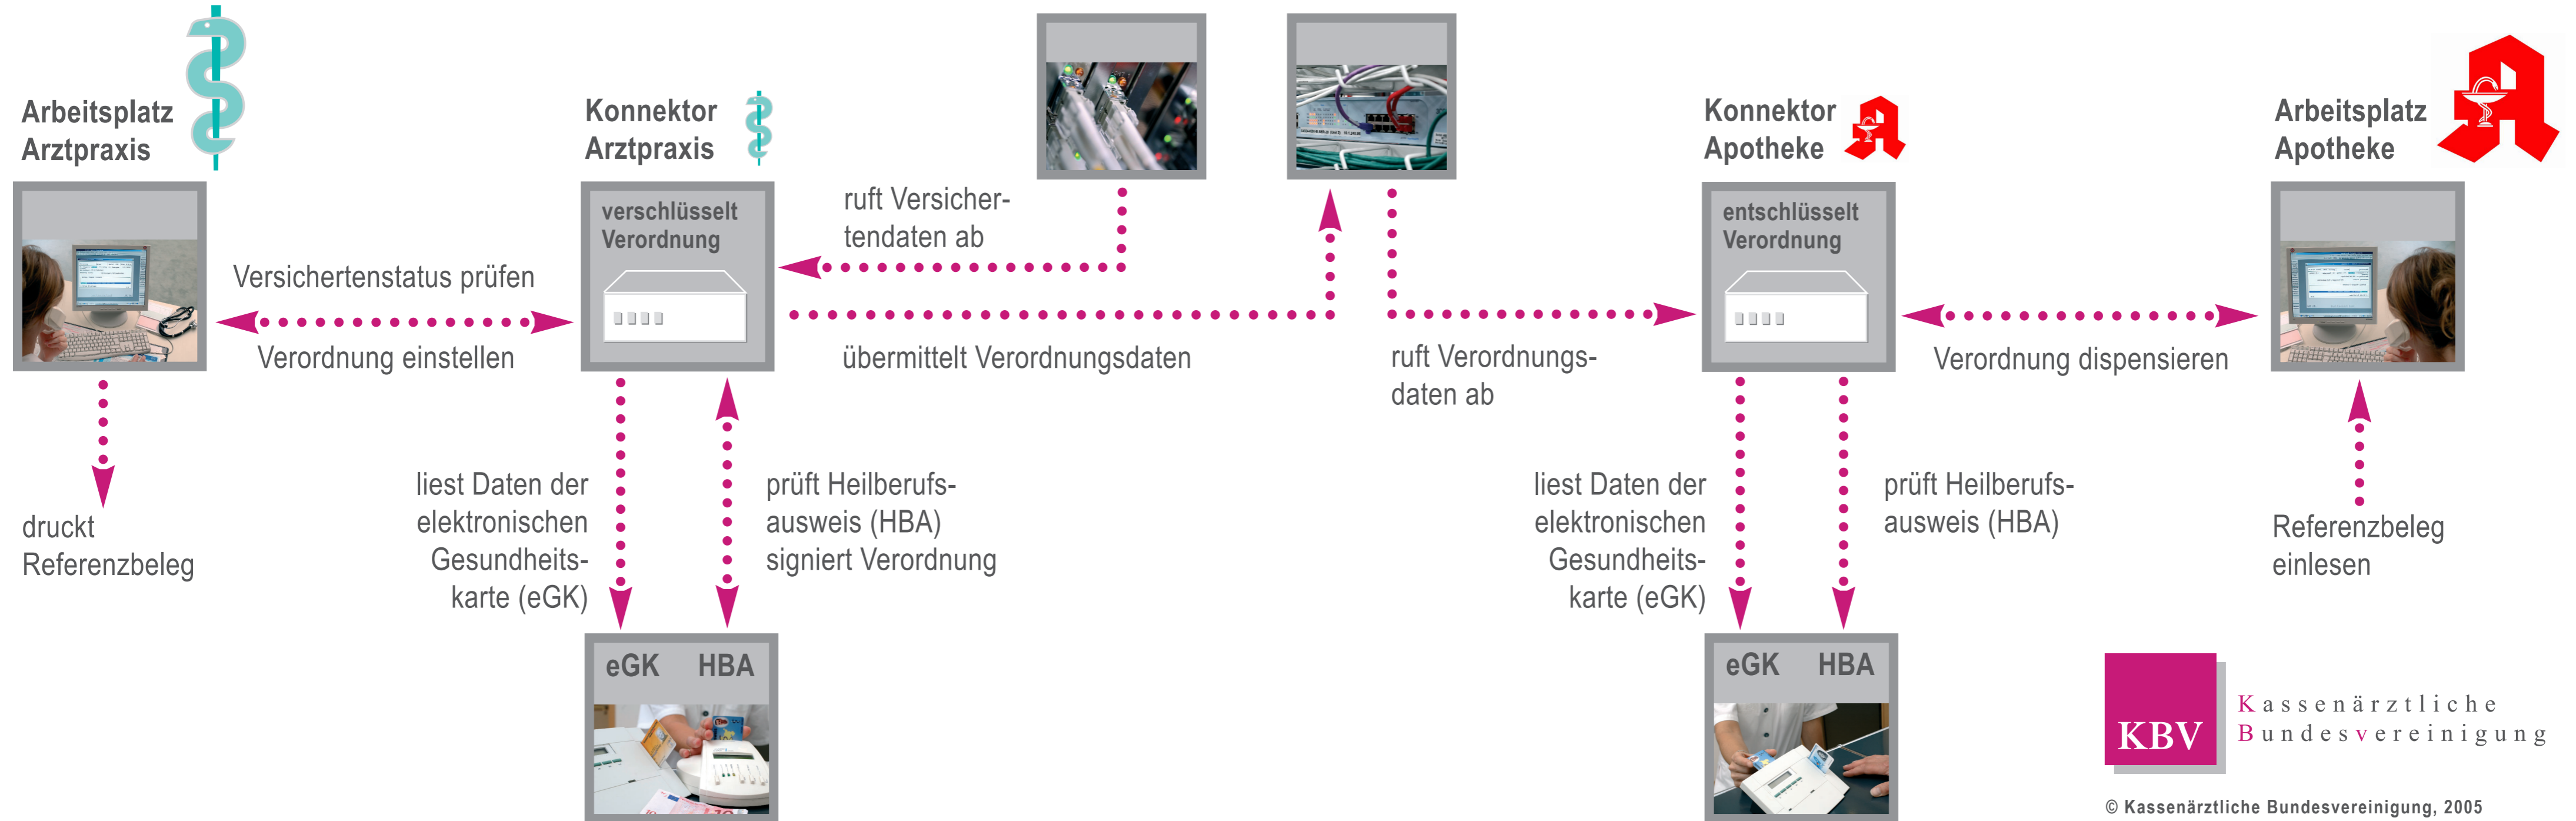 Arbeitsplatz
Arztpraxis
Versichertenstatus prüfen
Verordnung einstellen
druckt
Referenzbeleg
Konnektor
Arztpraxis
verschlüsselt
Verordnung
ruft Versicher-
tendaten ab
übermittelt Verordnungsdaten
liest Daten der
elektronischen
Gesundheits-
karte (eGK)
prüft Heilberufs-
ausweis (HBA)
signiert Verordnung
eGK HBA
ruft Verordnungs-
daten ab
Konnektor
Apotheke
entschlüsselt
Verordnung
liest Daten der
elektronischen
Gesundheits-
karte (eGK)
prüft Heilberufs-
ausweis (HBA)
eGK HBA
Verordnung dispensieren
Arbeitsplatz
Apotheke
Referenzbeleg
einlesen
KBV
Kassenärztliche
Bundesvereinigung
© Kassenärztliche Bundesvereinigung, 2005